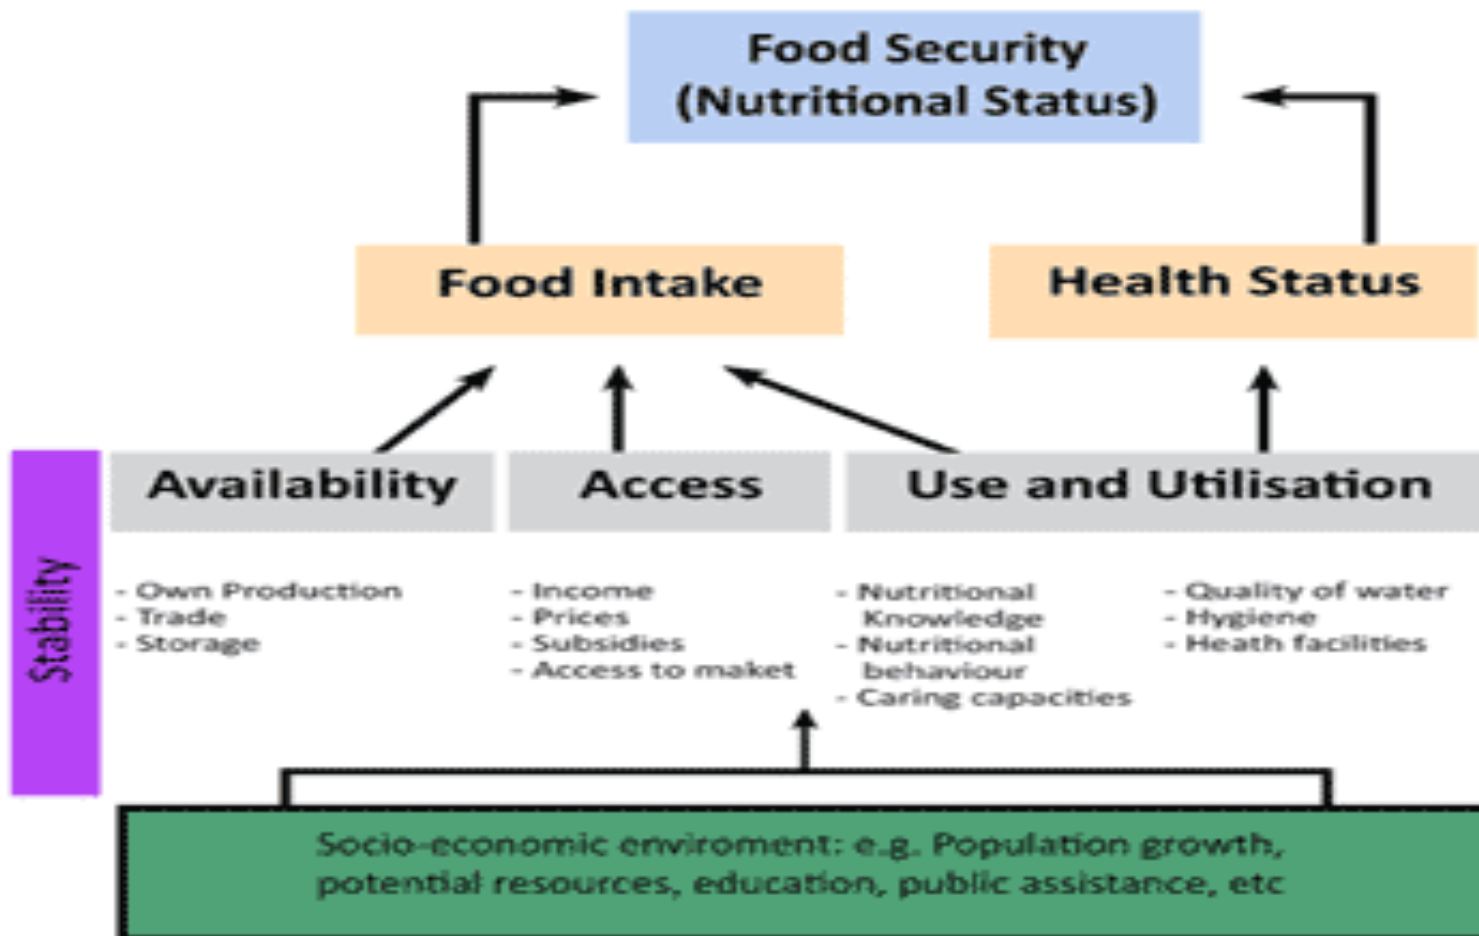 Food Security
(Nutritional Status)
Food Intake
Health Status
Stability
Availability
Access
Use and Utilisation
- Own Production
- Trade
- Storage
- Income
- Prices
- Subsidies
- Access to maket
- Nutritional
Knowledge
- Nutritional
behaviour
- Caring capacities
- Quality of water
- Hygiene
- Heath facilities
Socio-economic enviroment: e.g. Population growth,
potential resources, education, public assistance, etc